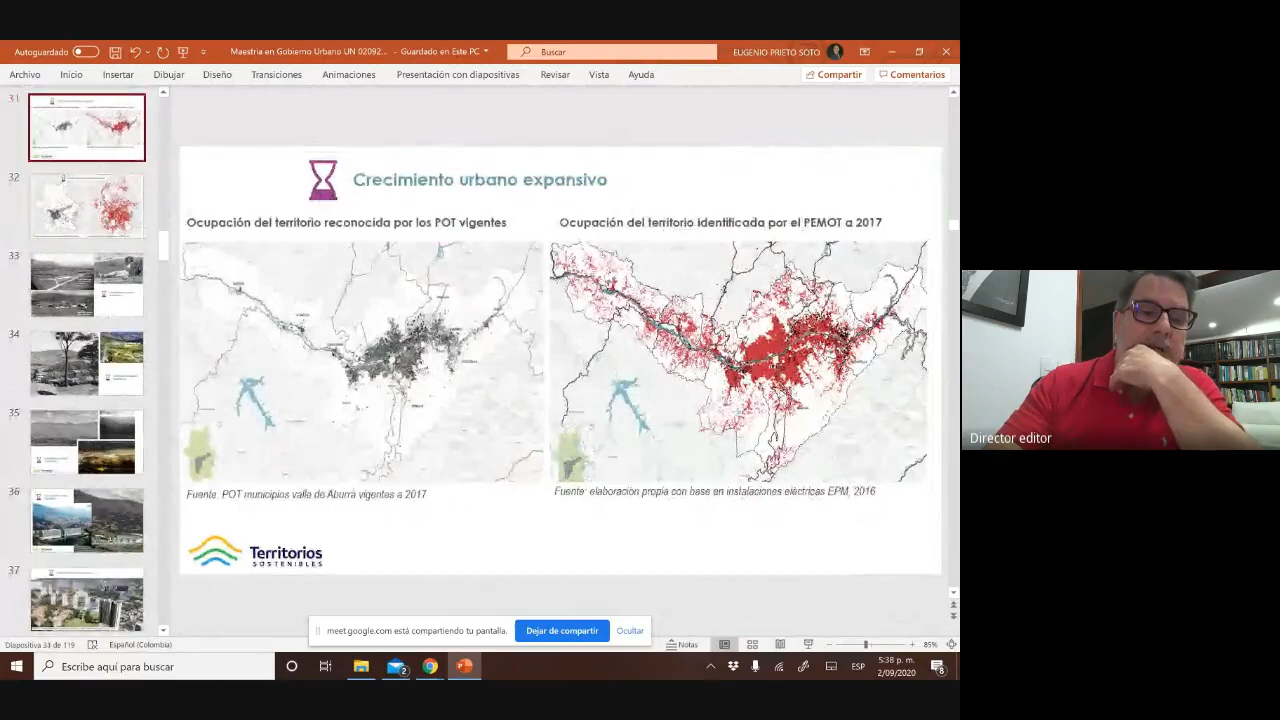 Autoguardado
Maestria en Gobierno Urbano UN 02092... - Guardado en Este PC
Buscar
EUGENIO PRIETO SOTO
Archivo Inicio Insertar Dibujar Diseño Transiciones Animaciones Presentación con diapositivas Revisar Vista Ayuda Compartir Comentarios
31
32
33
34
35
36
37
Crecimiento urbano expansivo
Ocupación del territorio reconocida por los POT vigentes
Ocupación del territorio identificada por el PEMOT a 2017
Fuente: POT municipios valle de Aburrá vigentes a 2017
Fuente: elaboración propia con base en instalaciones eléctricas EPM, 2016
Territorios
SOSTENIBLES
Director editor
meet.google.com está compartiendo tu pantalla.
Dejar de compartir
Ocultar
Español (Colombia)
Notas
85%
Escribe aquí para buscar
2
ESP
5:38 p. m.
2/09/2020
8